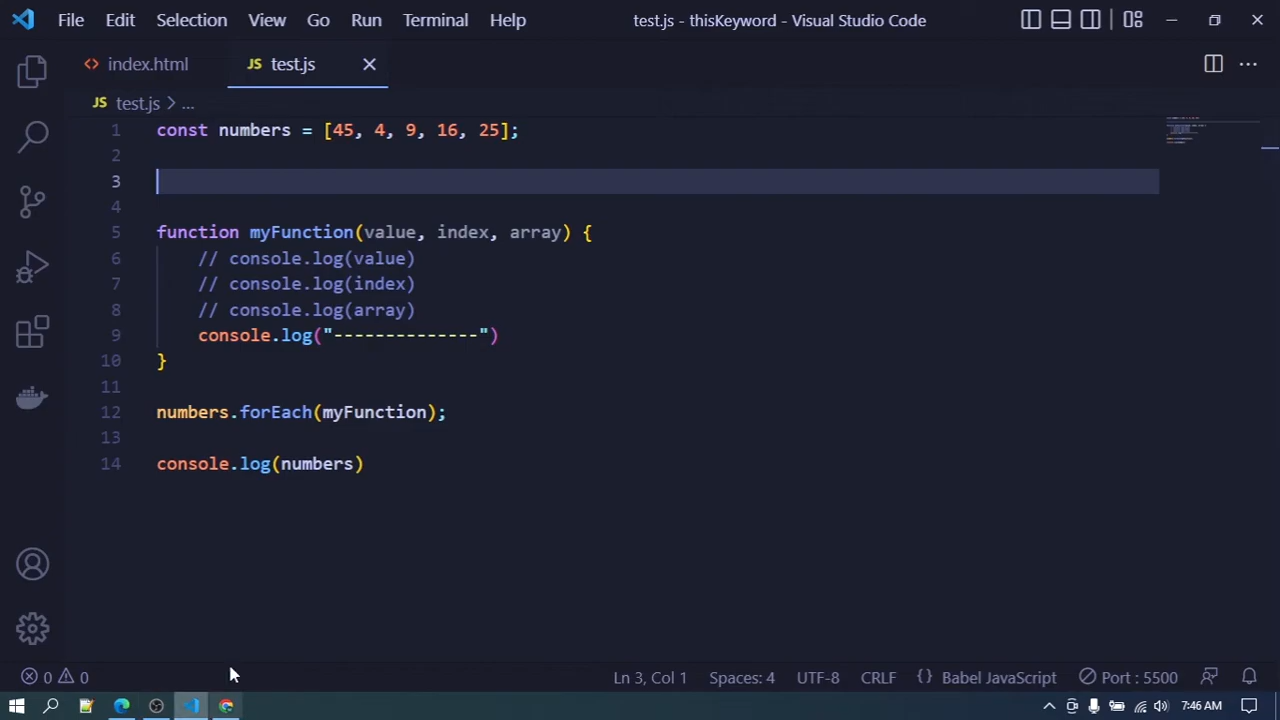 File Edit Selection View Go Run Terminal Help test.js - thisKeyword - Visual Studio Code
<> index.html JS test.js
JS test.js > ...
1 const numbers = [45, 4, 9, 16, 25];
2
3
4
5 function myFunction(value, index, array) {
6 // console.log(value)
7 // console.log(index)
8 // console.log(array)
9 console.log("--------------")
10 }
11
12 numbers.forEach(myFunction);
13
14 console.log(numbers)
0 0 Ln 3, Col 1 Spaces: 4 UTF-8 CRLF {} Babel JavaScript Port : 5500
7:46 AM